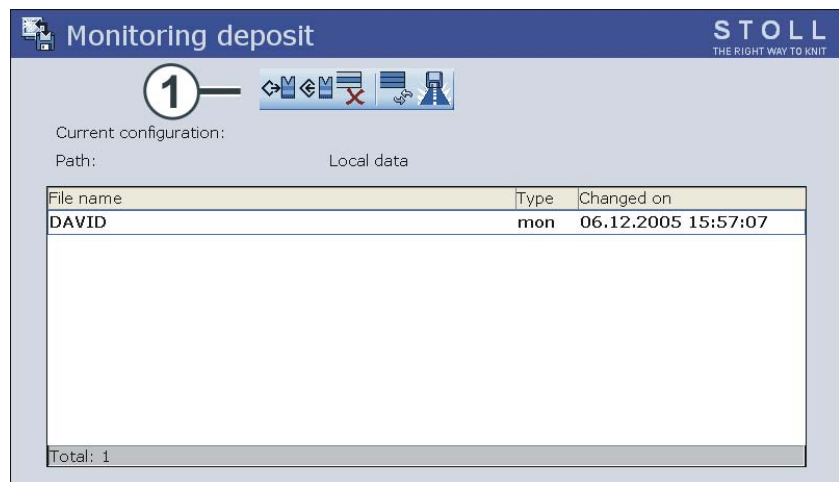 Monitoring deposit
STOLL
THE RIGHT WAY TO KNIT
1
Current configuration:
Path: Local data
File name Type Changed on
DAVID mon 06.12.2005 15:57:07
Total: 1